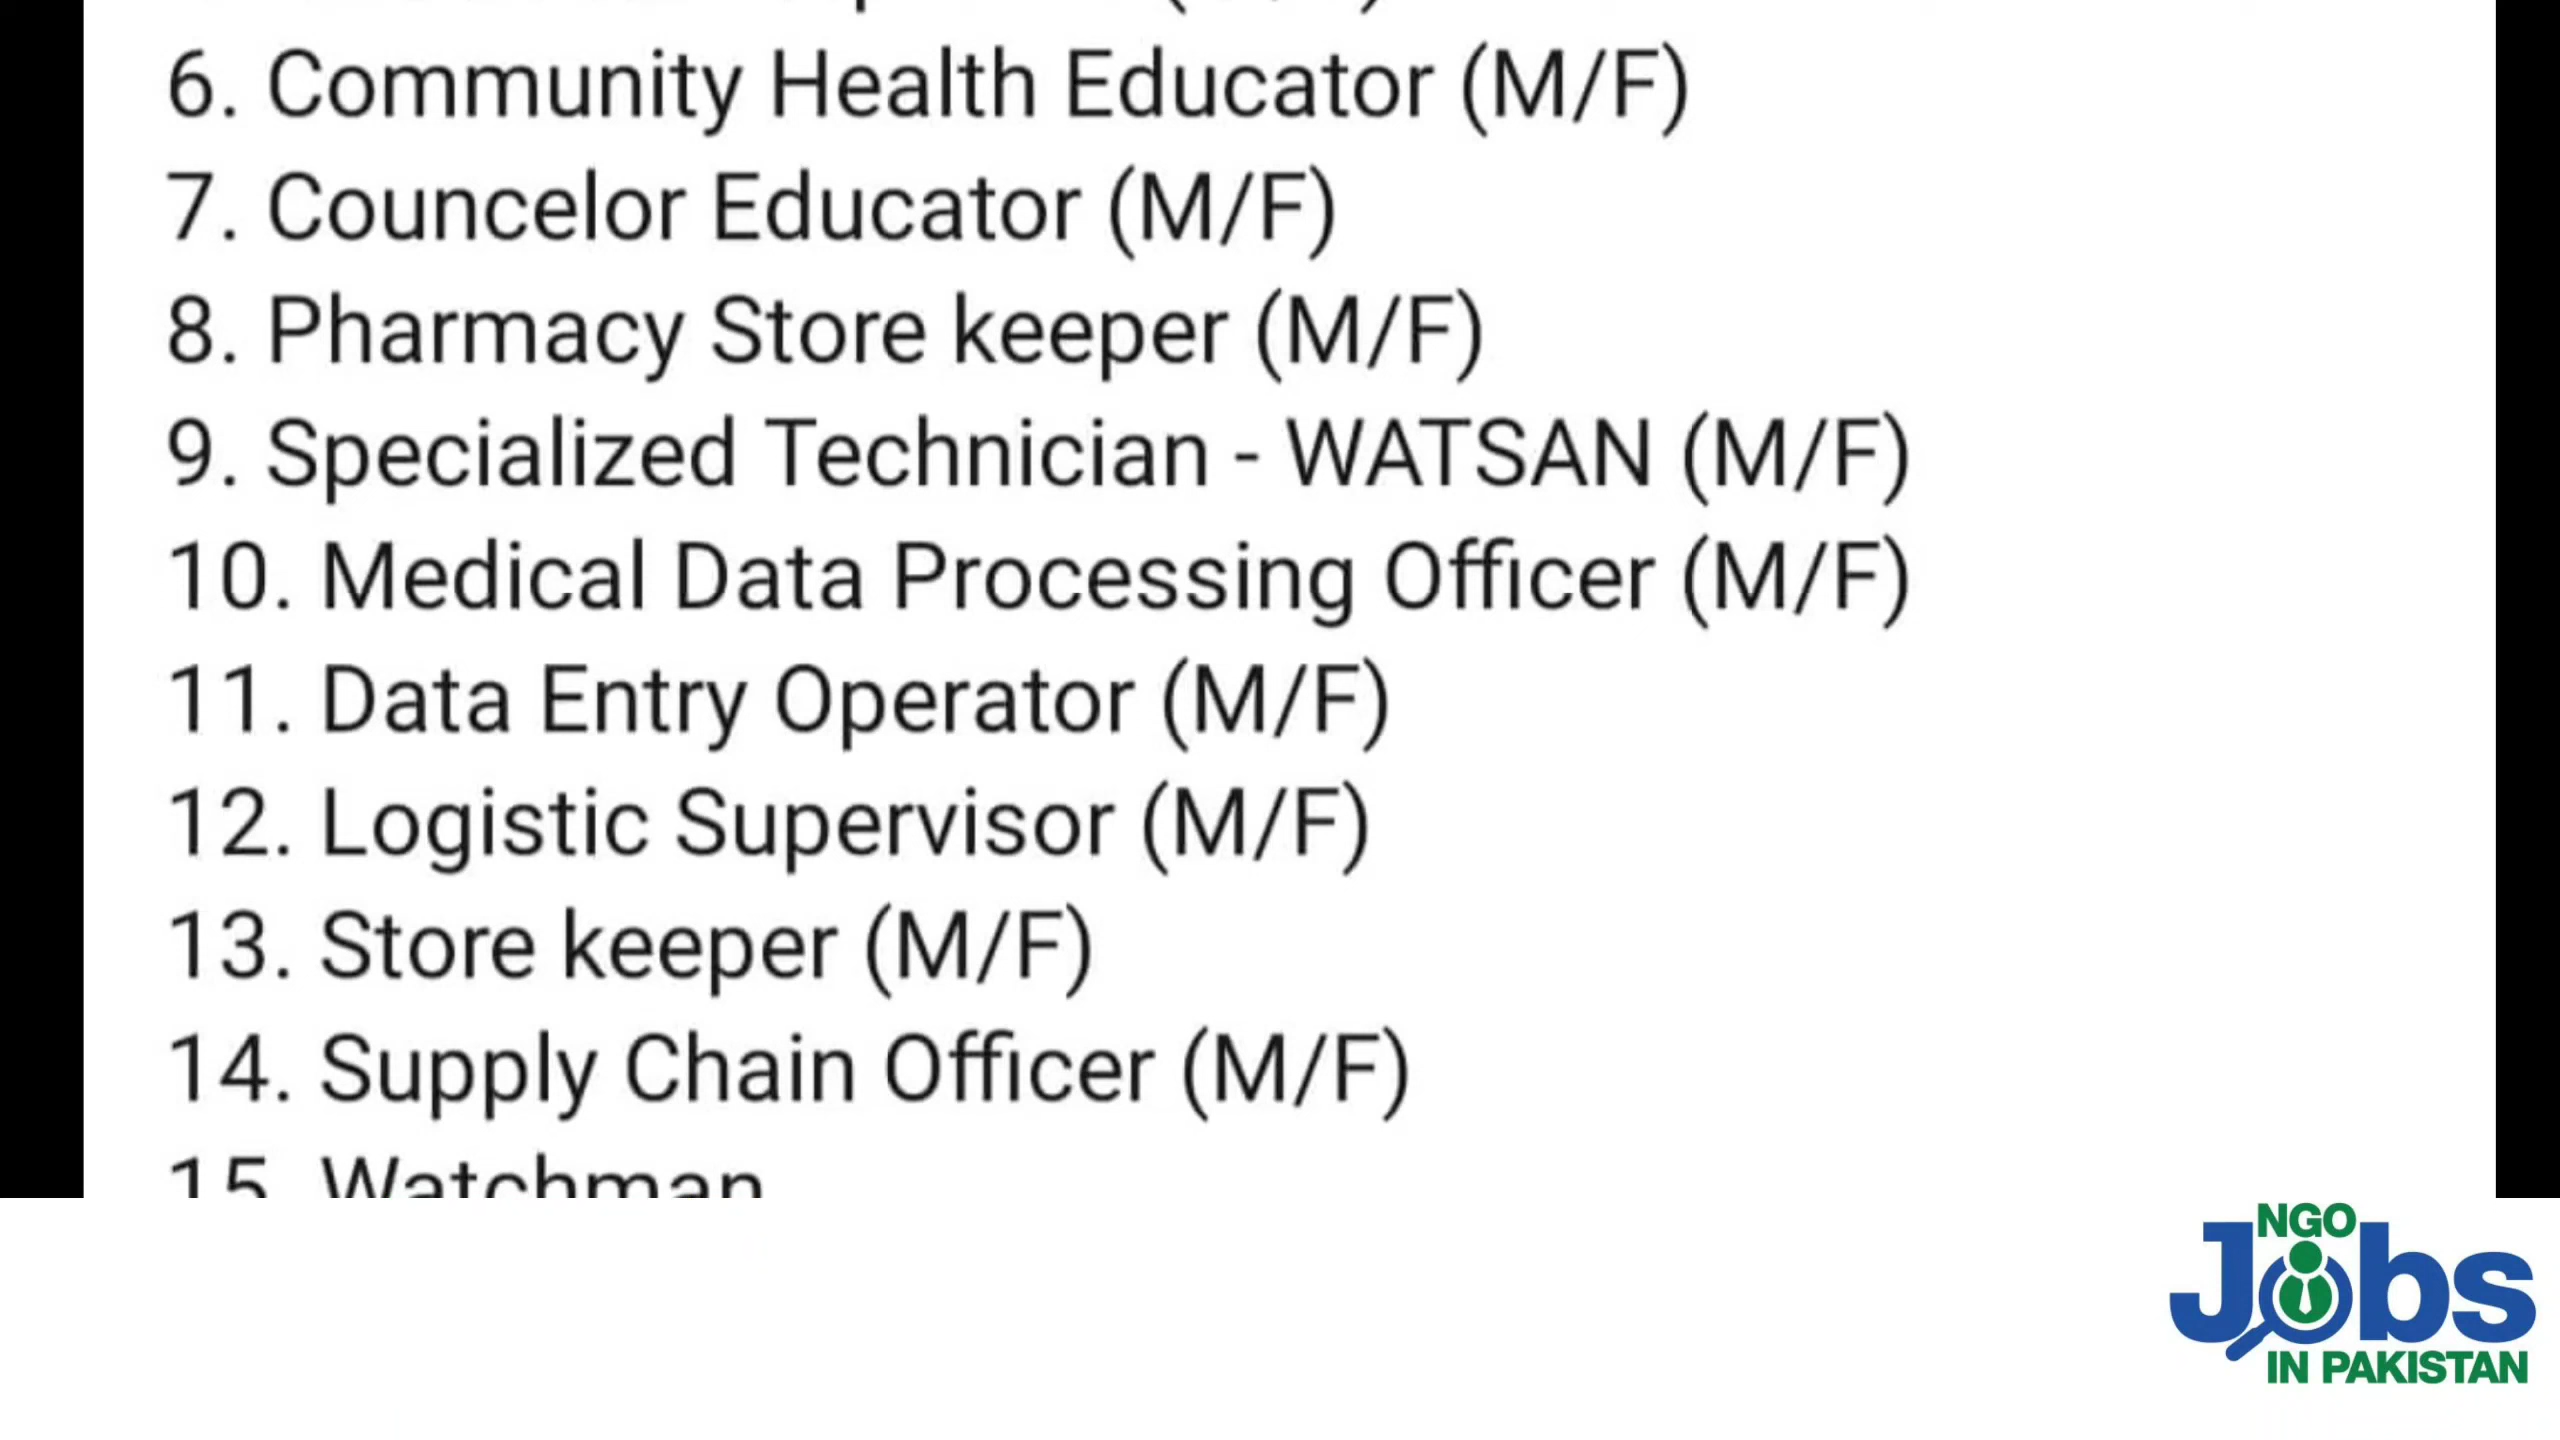 6. Community Health Educator (M/F)
7. Councelor Educator (M/F)
8. Pharmacy Store keeper (M/F)
9. Specialized Technician - WATSAN (M/F)
10. Medical Data Processing Officer (M/F)
11. Data Entry Operator (M/F)
12. Logistic Supervisor (M/F)
13. Store keeper (M/F)
14. Supply Chain Officer (M/F)
15. Watchman
NGO
Jobs
IN PAKISTAN